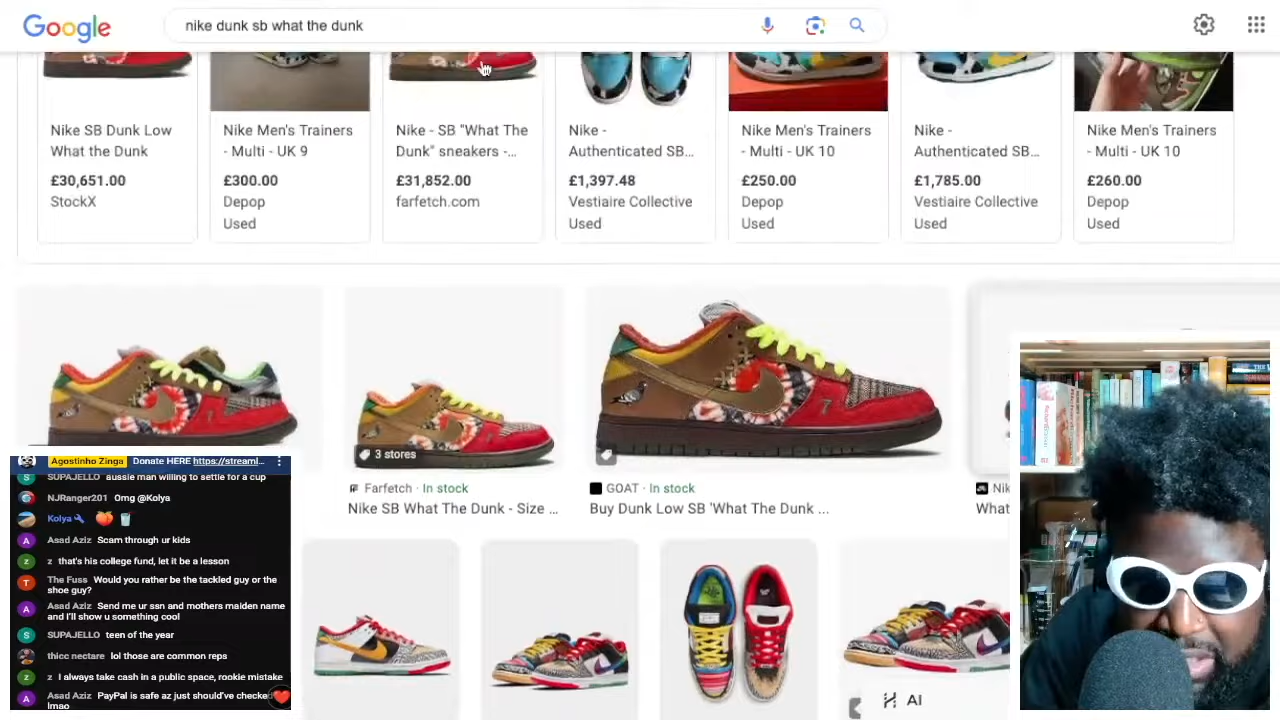 Google
nike dunk sb what the dunk
Nike SB Dunk Low
What the Dunk
£30,651.00
StockX
Nike Men's Trainers
- Multi - UK 9
£300.00
Depop
Used
Nike - SB "What The
Dunk" sneakers -...
£31,852.00
farfetch.com
Nike -
Authenticated SB...
£1,397.48
Vestiaire Collective
Used
Nike Men's Trainers
- Multi - UK 10
£250.00
Depop
Used
Nike -
Authenticated SB...
£1,785.00
Vestiaire Collective
Used
Nike Men's Trainers
- Multi - UK 10
£260.00
Depop
Used
3 stores
Farfetch · In stock
Nike SB What The Dunk - Size ...
GOAT · In stock
Buy Dunk Low SB 'What The Dunk ...
Nik
What
AI
Agostinho Zinga Donate HERE https://streaml...
SUPAJELLO aussie man willing to settle for a cup
NJRanger201 Omg @Kolya
Kolya 🔧 🍑 🥤
Asad Aziz Scam through ur kids
z that's his college fund, let it be a lesson
The Fuss Would you rather be the tackled guy or the
shoe guy?
Asad Aziz Send me ur ssn and mothers maiden name
and I'll show u something cool
SUPAJELLO teen of the year
thicc nectare lol those are common reps
z I always take cash in a public space, rookie mistake
Asad Aziz PayPal is safe az just should've checked
lmao